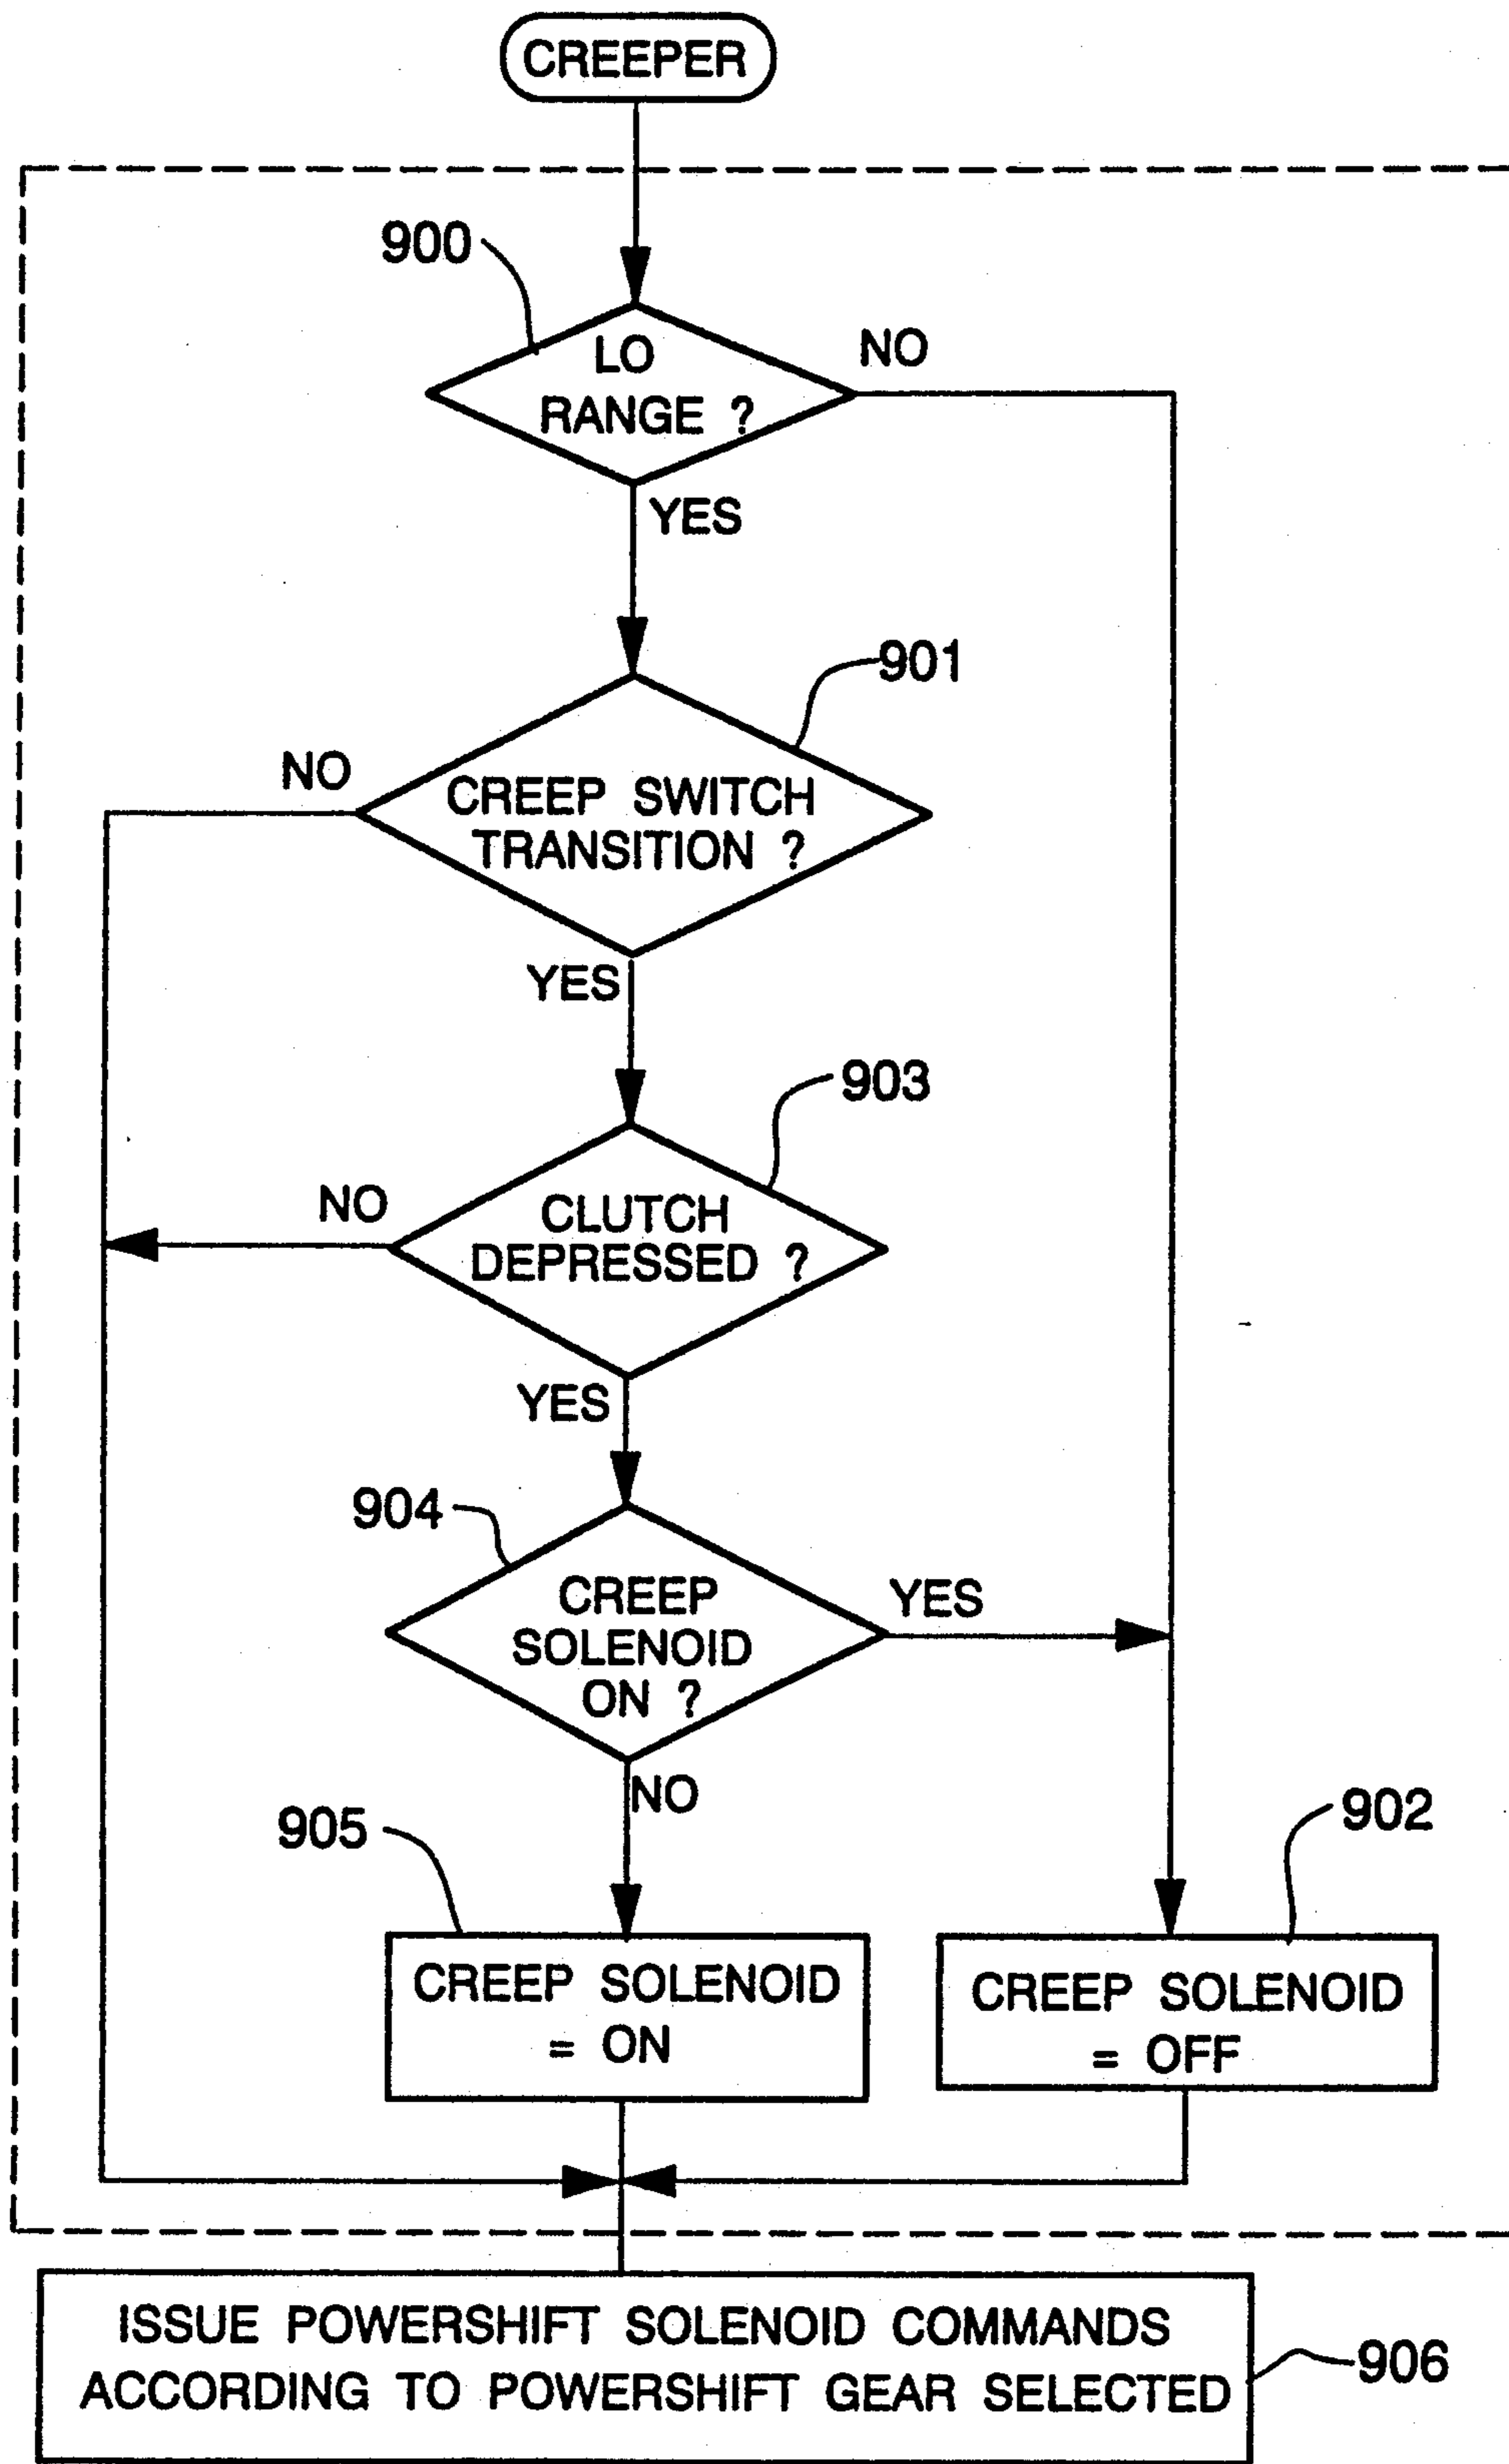 CREEPER
900
LO
RANGE ?
NO
YES
901
NO
CREEP SWITCH
TRANSITION ?
YES
903
NO
CLUTCH
DEPRESSED ?
YES
904
CREEP
SOLENOID
ON ?
YES
NO
905
902
CREEP SOLENOID
= ON
CREEP SOLENOID
= OFF
ISSUE POWERSHIFT SOLENOID COMMANDS
ACCORDING TO POWERSHIFT GEAR SELECTED
906